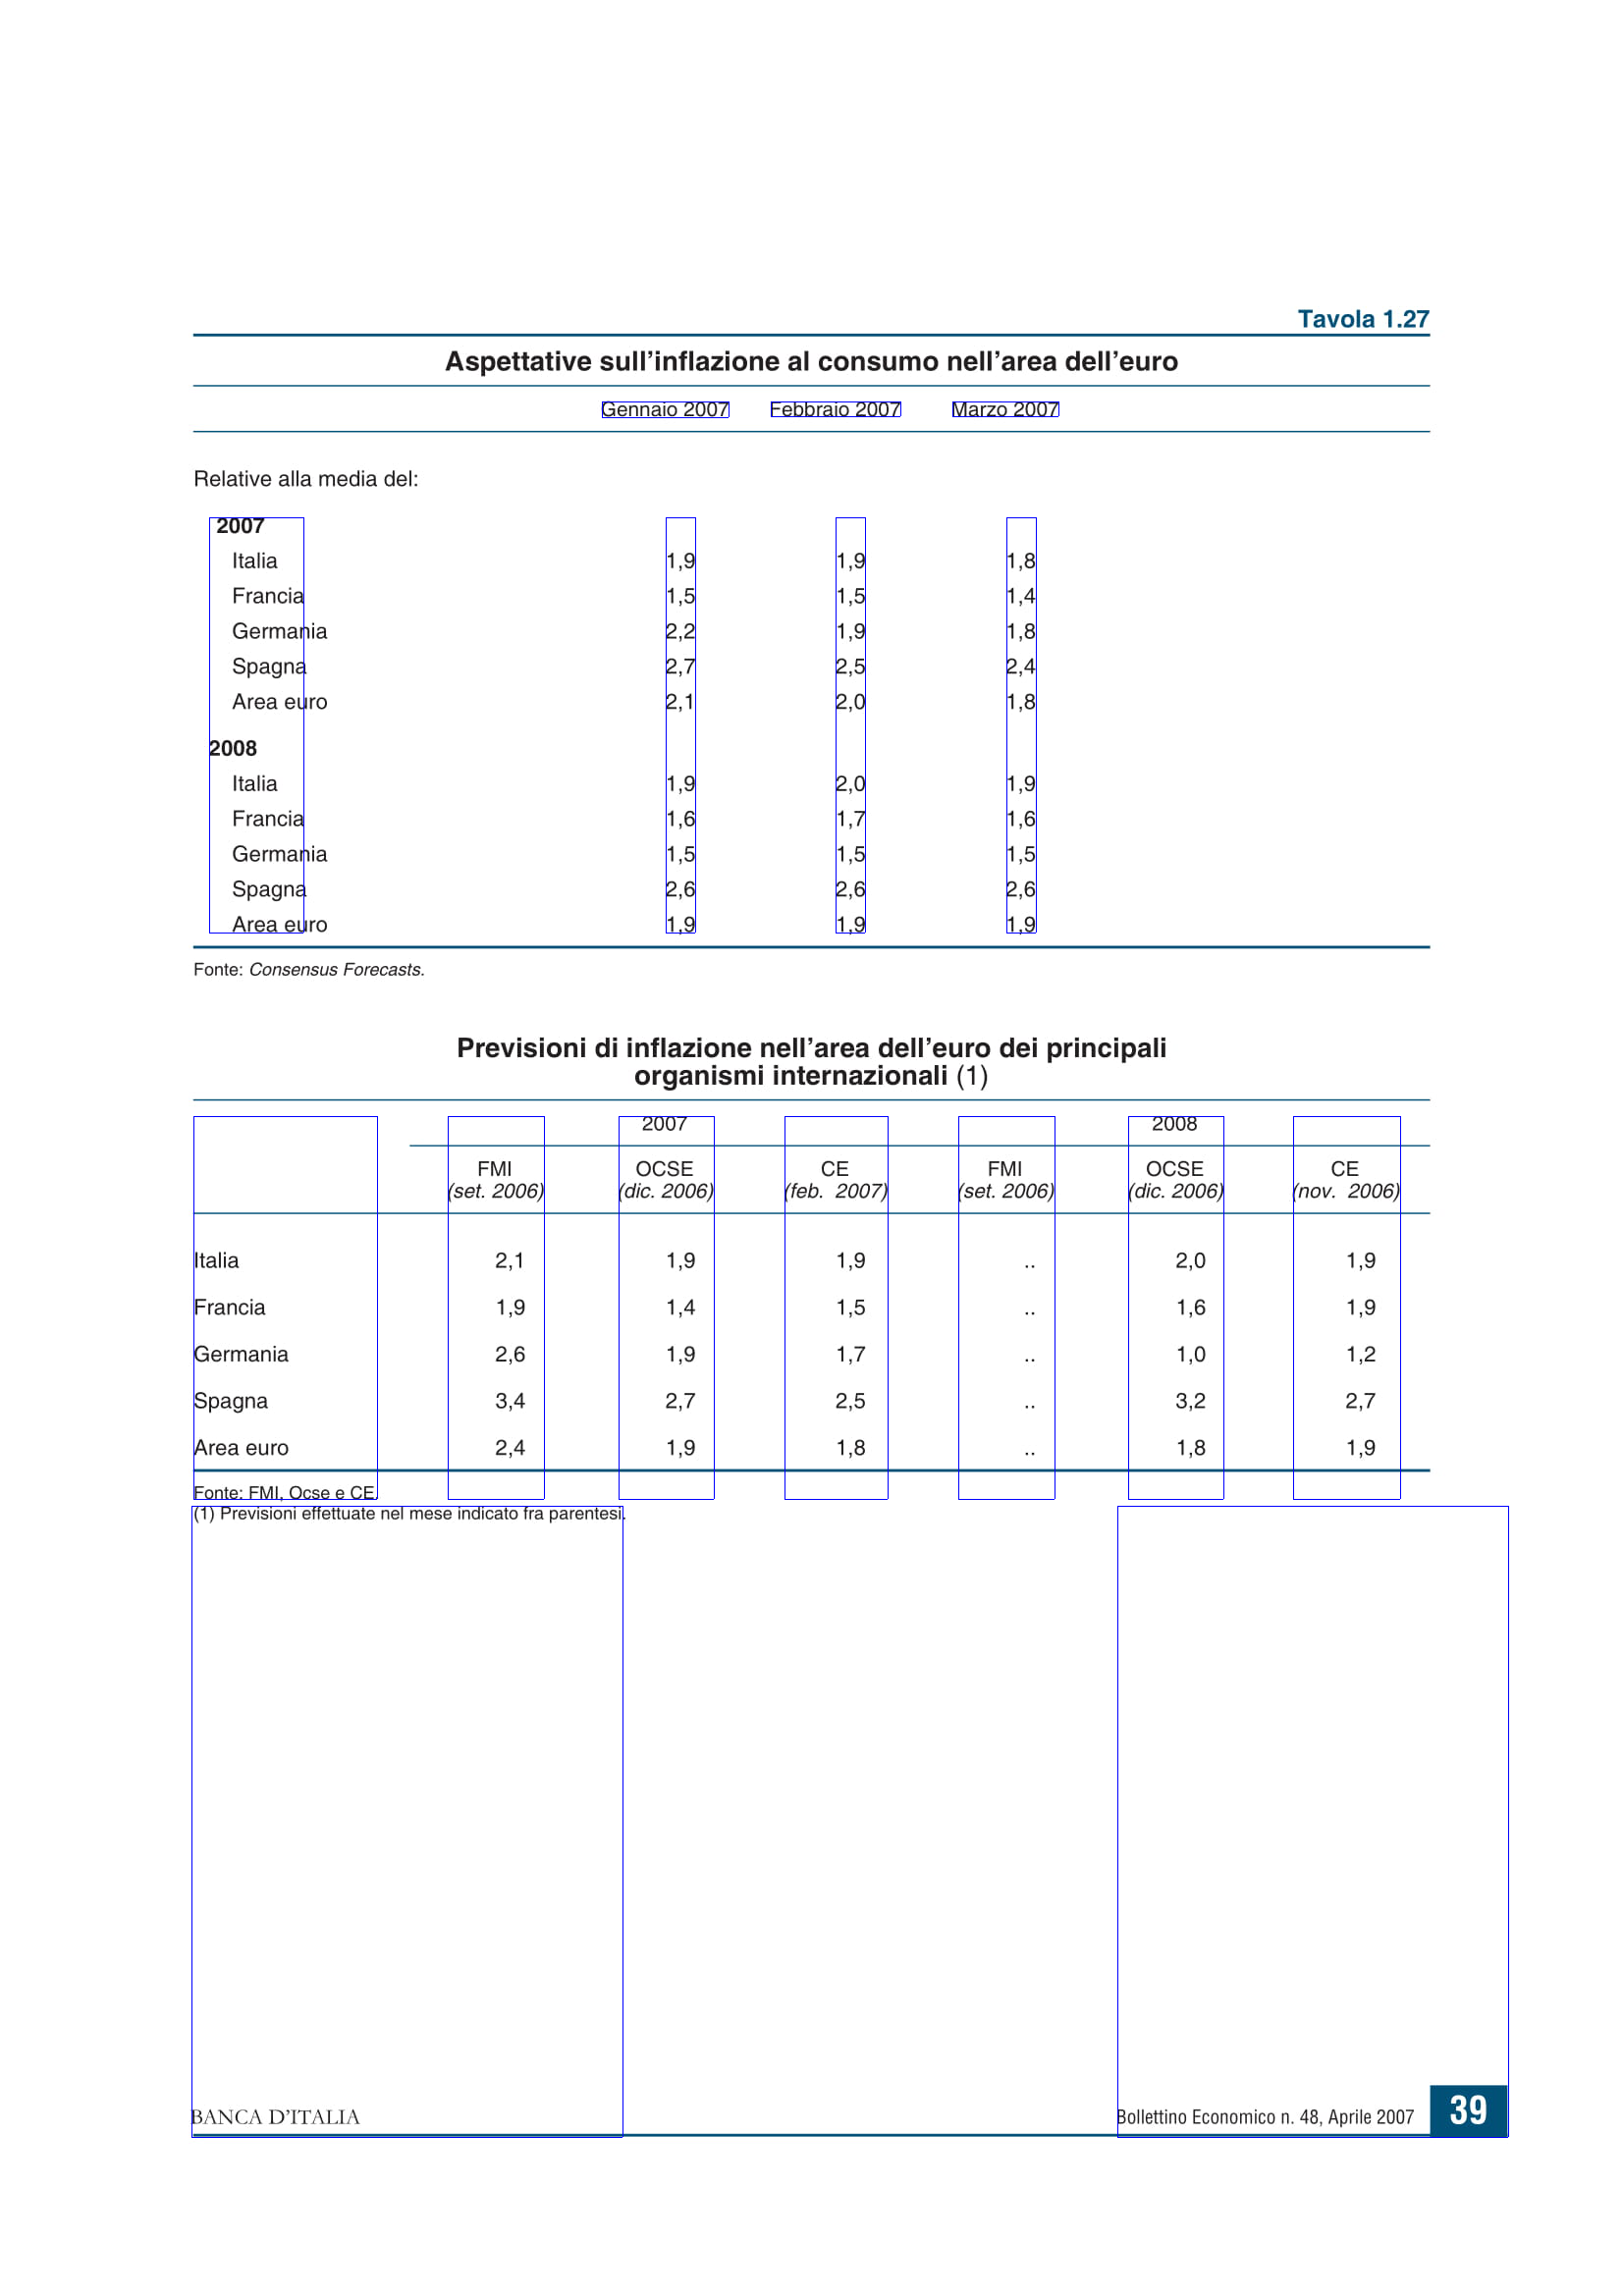 Tavola 1.27
Aspettative sull’inflazione al consumo nell’area dell’euro
Gennaio 2007 Febbraio 2007 Marzo 2007
Relative alla media del:
2007
Italia 1,9 1,9 1,8
Francia 1,5 1,5 1,4
Germania 2,2 1,9 1,8
Spagna 2,7 2,5 2,4
Area euro 2,1 2,0 1,8
2008
Italia 1,9 2,0 1,9
Francia 1,6 1,7 1,6
Germania 1,5 1,5 1,5
Spagna 2,6 2,6 2,6
Area euro 1,9 1,9 1,9
Fonte: Consensus Forecasts.
Previsioni di inflazione nell’area dell’euro dei principali
organismi internazionali (1)
2007 2008
FMI OCSE CE FMI OCSE CE
(set. 2006) (dic. 2006) (feb. 2007) (set. 2006) (dic. 2006) (nov. 2006)
Italia 2,1 1,9 1,9 .. 2,0 1,9
Francia 1,9 1,4 1,5 .. 1,6 1,9
Germania 2,6 1,9 1,7 .. 1,0 1,2
Spagna 3,4 2,7 2,5 .. 3,2 2,7
Area euro 2,4 1,9 1,8 .. 1,8 1,9
Fonte: FMI, Ocse e CE.
(1) Previsioni effettuate nel mese indicato fra parentesi.
BANCA D’ITALIA Bollettino Economico n. 48, Aprile 2007 39